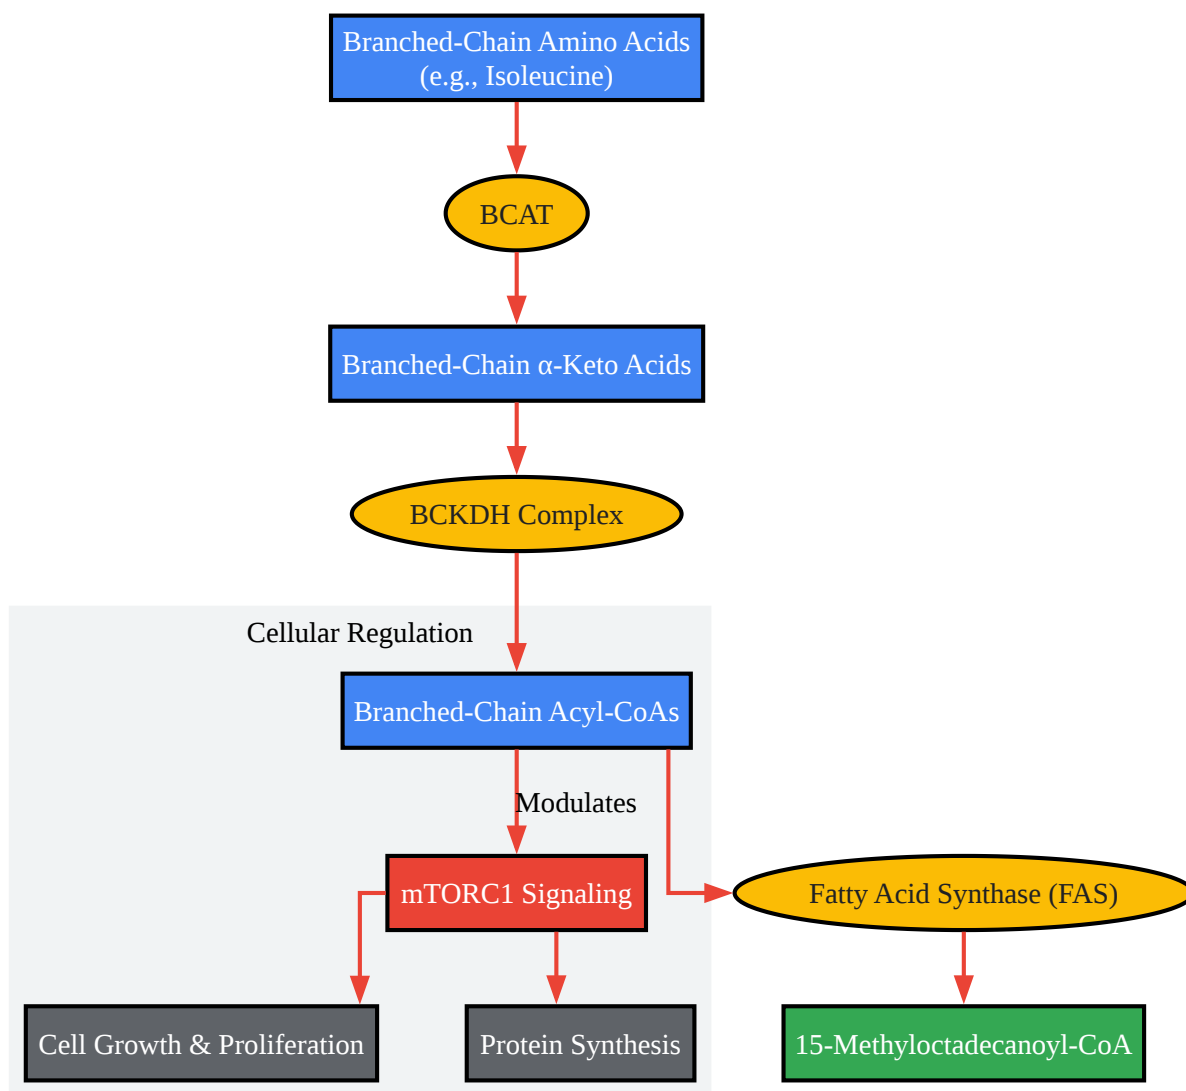 Branched-Chain Amino Acids
(e.g., Isoleucine)
BCAT
Branched-Chain α-Keto Acids
BCKDH Complex
Cellular Regulation
Branched-Chain Acyl-CoAs
Modulates
mTORC1 Signaling
Fatty Acid Synthase (FAS)
Cell Growth & Proliferation
Protein Synthesis
15-Methyloctadecanoyl-CoA